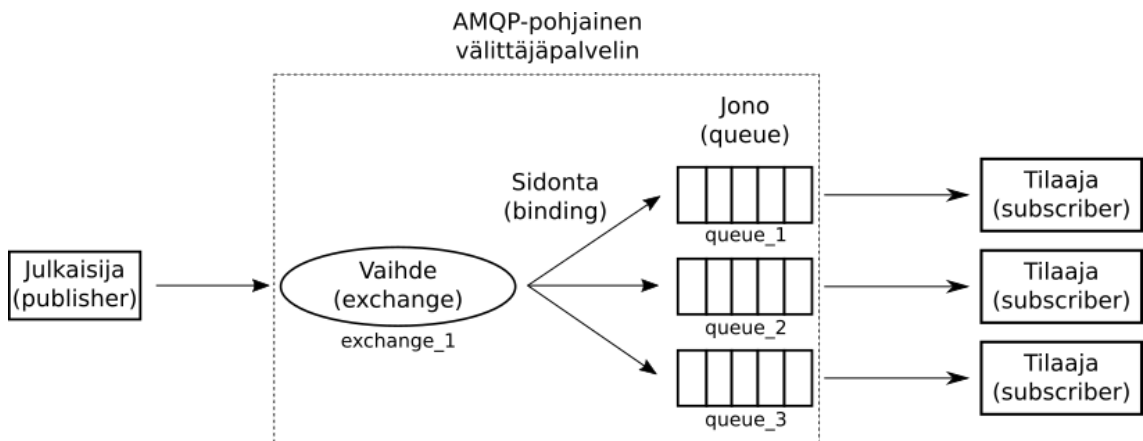 AMQP-pohjainen
välittäjäpalvelin
Jono
(queue)
Sidonta
(binding)
queue_1
Tilaaja
(subscriber)
Julkaisija
(publisher)
Vaihde
(exchange)
exchange_1
queue_2
Tilaaja
(subscriber)
queue_3
Tilaaja
(subscriber)